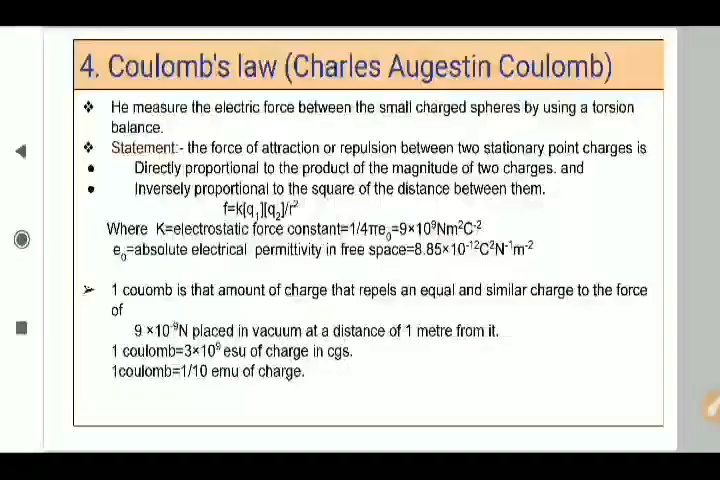 4. Coulomb's law (Charles Augestin Coulomb)
❖ He measure the electric force between the small charged spheres by using a torsion
balance.
❖ Statement:- the force of attraction or repulsion between two stationary point charges is
● Directly proportional to the product of the magnitude of two charges. and
● Inversely proportional to the square of the distance between them.
f=k[q₁][q₂]/r²
Where K=electrostatic force constant=1/4πe₀=9×10⁹Nm²C⁻²
e₀=absolute electrical permittivity in free space=8.85×10⁻¹²C²N⁻¹m⁻²
➢ 1 couomb is that amount of charge that repels an equal and similar charge to the force
of
9 ×10⁻⁹N placed in vacuum at a distance of 1 metre from it.
1 coulomb=3×10⁹ esu of charge in cgs.
1coulomb=1/10 emu of charge.